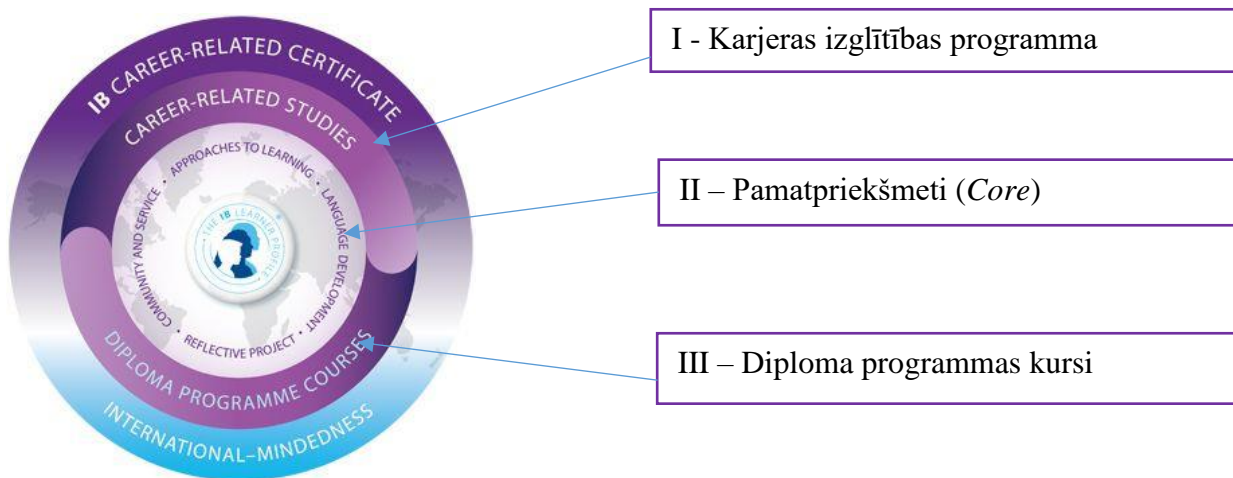 IB CAREER-RELATED CERTIFICATE
CAREER-RELATED STUDIES
APPROACHES TO LEARNING • LANGUAGE DEVELOPMENT • REFLECTIVE PROJECT • COMMUNITY AND SERVICE •
• THE IB LEARNER PROFILE •
DIPLOMA PROGRAMME COURSES
INTERNATIONAL–MINDEDNESS
I - Karjeras izglītības programma
II – Pamatpriekšmeti (Core)
III – Diploma programmas kursi